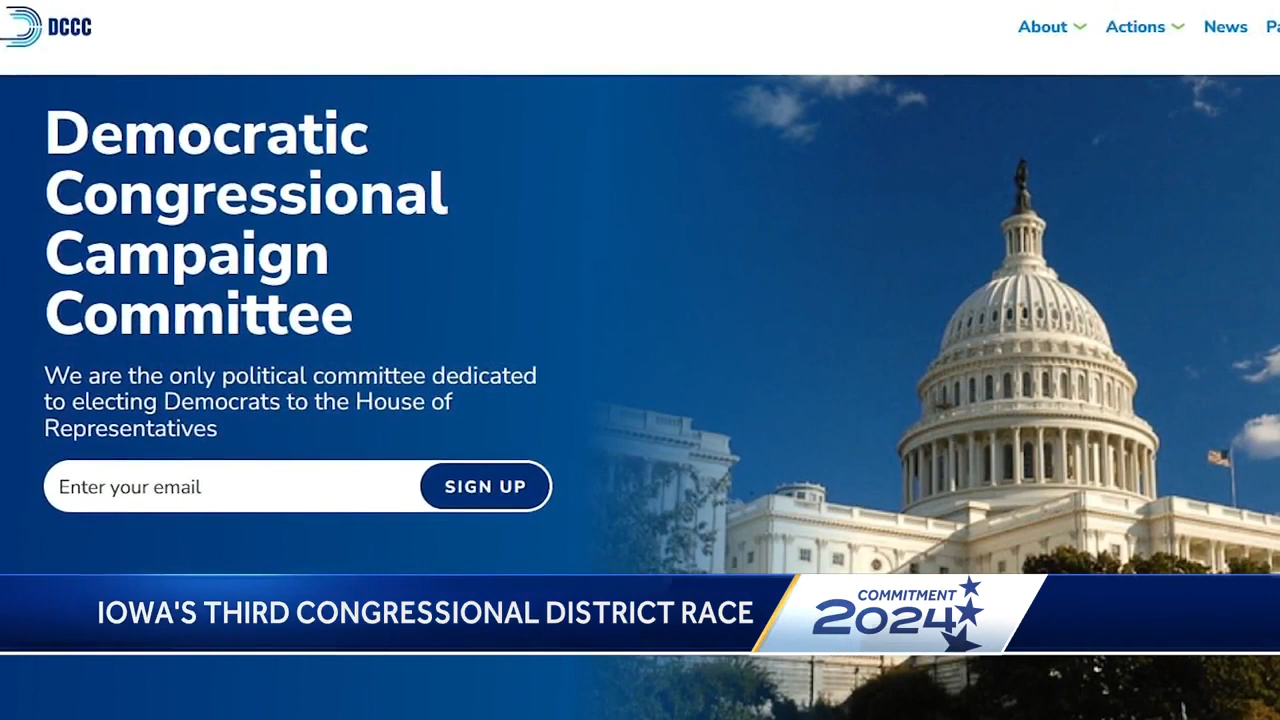 DCCC
About
Actions
News
Democratic
Congressional
Campaign
Committee
We are the only political committee dedicated
to electing Democrats to the House of
Representatives
Enter your email
SIGN UP
IOWA'S THIRD CONGRESSIONAL DISTRICT RACE
COMMITMENT
2024